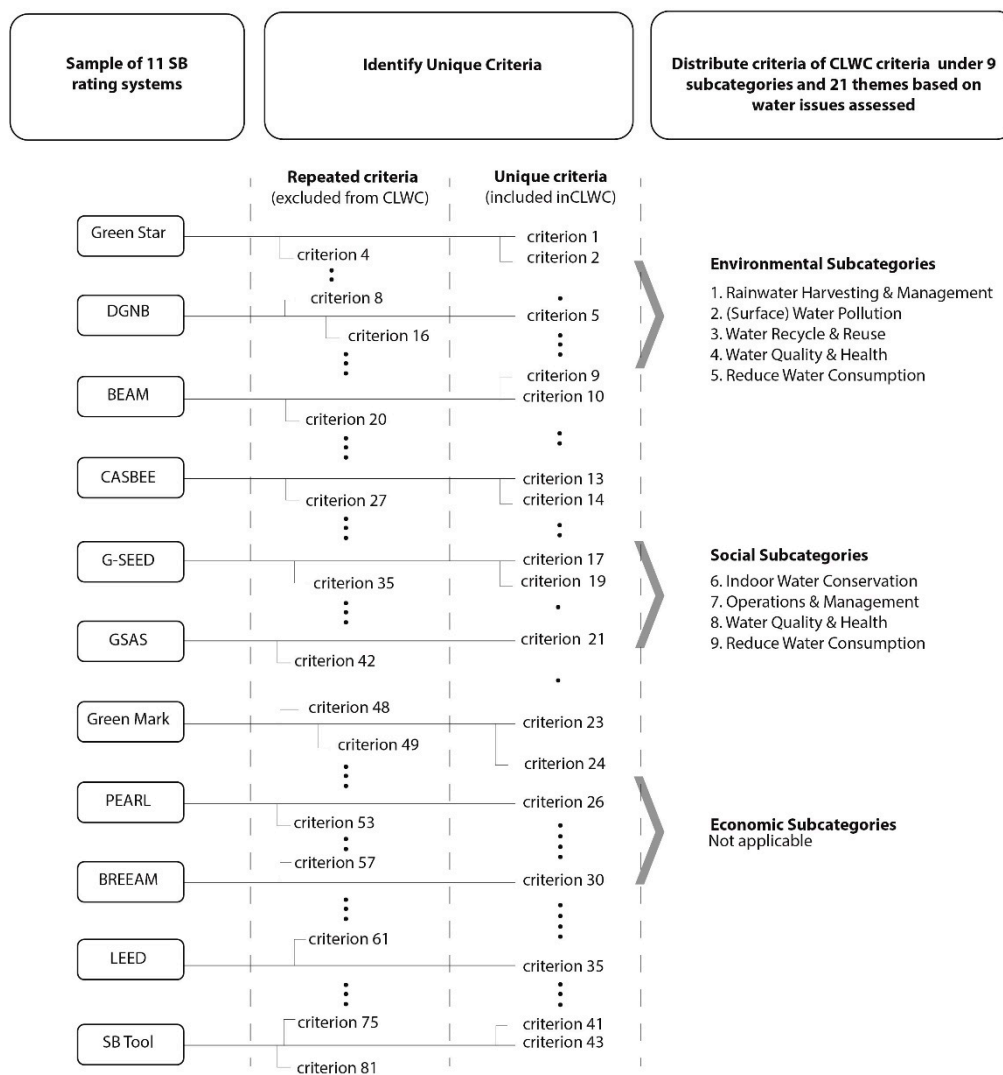 Sample of 11 SB
rating systems
Identify Unique Criteria
Distribute criteria of CLWC criteria under 9
subcategories and 21 themes based on
water issues assessed
Repeated criteria
(excluded from CLWC)
Unique criteria
(included inCLWC)
Green Star
criterion 1
criterion 4
criterion 2
DGNB
criterion 8
criterion 5
criterion 16
BEAM
criterion 9
criterion 10
criterion 20
CASBEE
criterion 13
criterion 27
criterion 14
G-SEED
criterion 17
criterion 35
criterion 19
GSAS
criterion 21
criterion 42
Green Mark
criterion 48
criterion 23
criterion 49
criterion 24
PEARL
criterion 26
criterion 53
BREEAM
criterion 57
criterion 30
LEED
criterion 61
criterion 35
SB Tool
criterion 75
criterion 41
criterion 43
criterion 81
Environmental Subcategories
1. Rainwater Harvesting & Management
2. (Surface) Water Pollution
3. Water Recycle & Reuse
4. Water Quality & Health
5. Reduce Water Consumption
Social Subcategories
6. Indoor Water Conservation
7. Operations & Management
8. Water Quality & Health
9. Reduce Water Consumption
Economic Subcategories
Not applicable